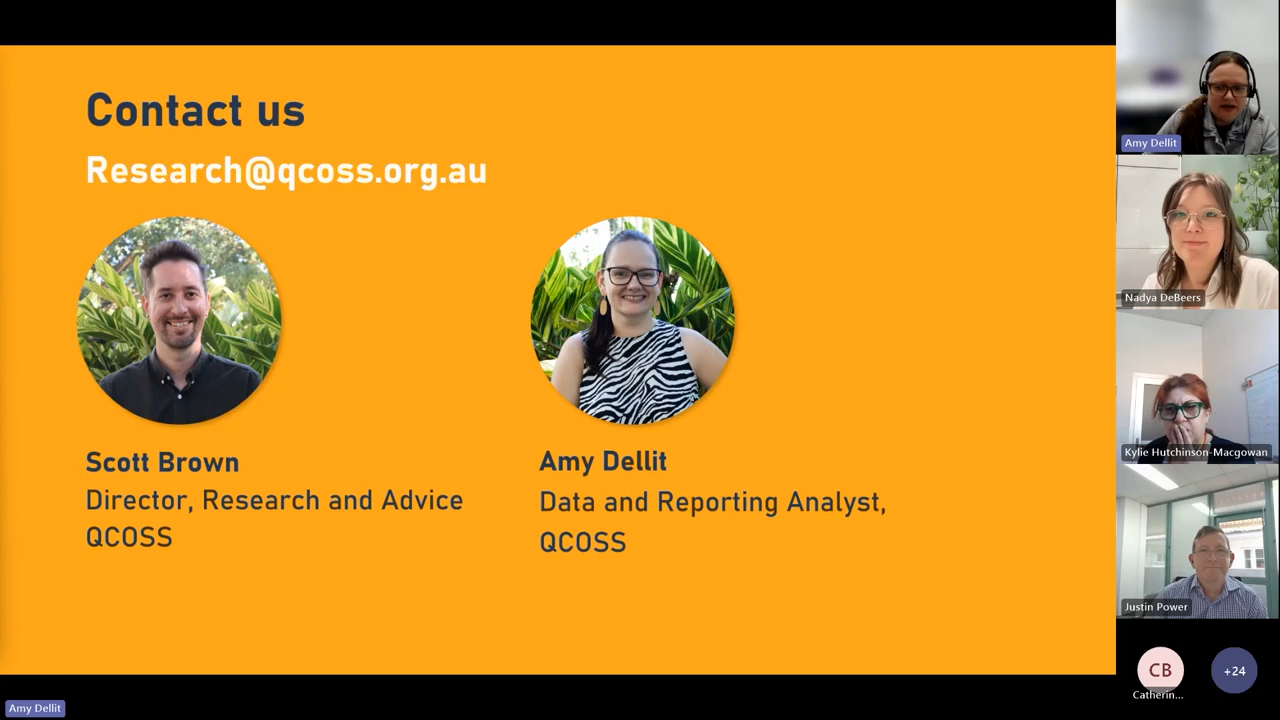 Contact us
Research@qcoss.org.au
Scott Brown
Director, Research and Advice
QCOSS
Amy Dellit
Data and Reporting Analyst,
QCOSS
Amy Dellit
Nadya DeBeers
Kylie Hutchinson-Macgowan
Justin Power
CB
Catherin...
+24
Amy Dellit